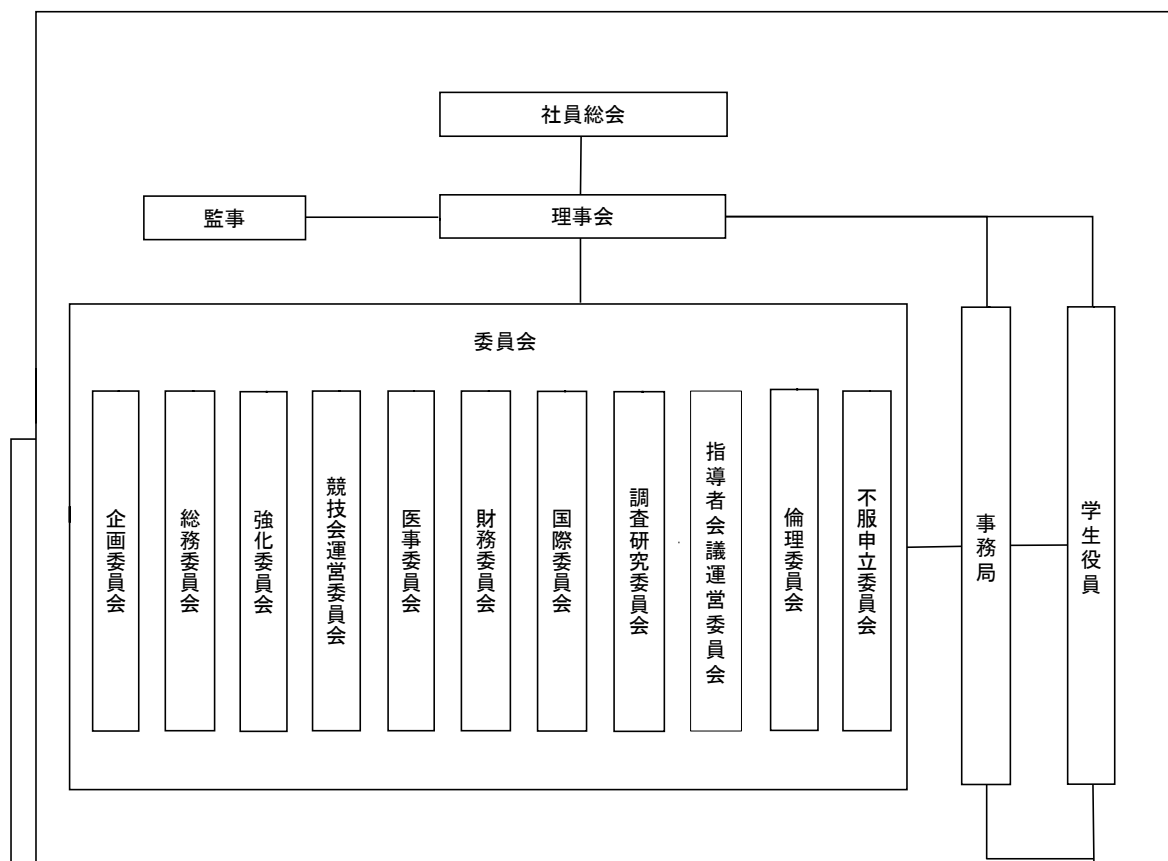 社員総会
監事
理事会
委員会
企画委員会
総務委員会
強化委員会
競技会運営委員会
医事委員会
財務委員会
国際委員会
調査研究委員会
指導者会議運営委員会
倫理委員会
不服申立委員会
事務局
学生役員